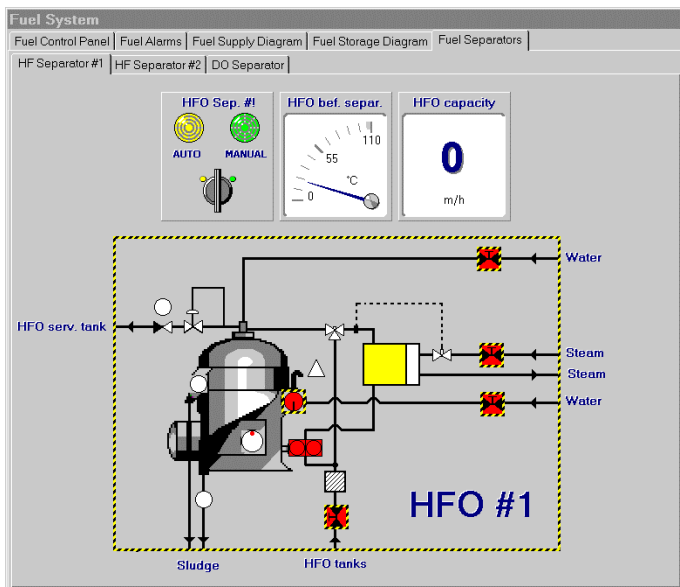 Fuel System
Fuel Control Panel Fuel Alarms Fuel Supply Diagram Fuel Storage Diagram Fuel Separators
HF Separator #1 HF Separator #2 DO Separator
HFO Sep. #!
AUTO MANUAL
HFO bef. separ.
110
55
°C
0
HFO capacity
0
m/h
Water
HFO serv. tank
Steam
Steam
Water
HFO #1
Sludge
HFO tanks